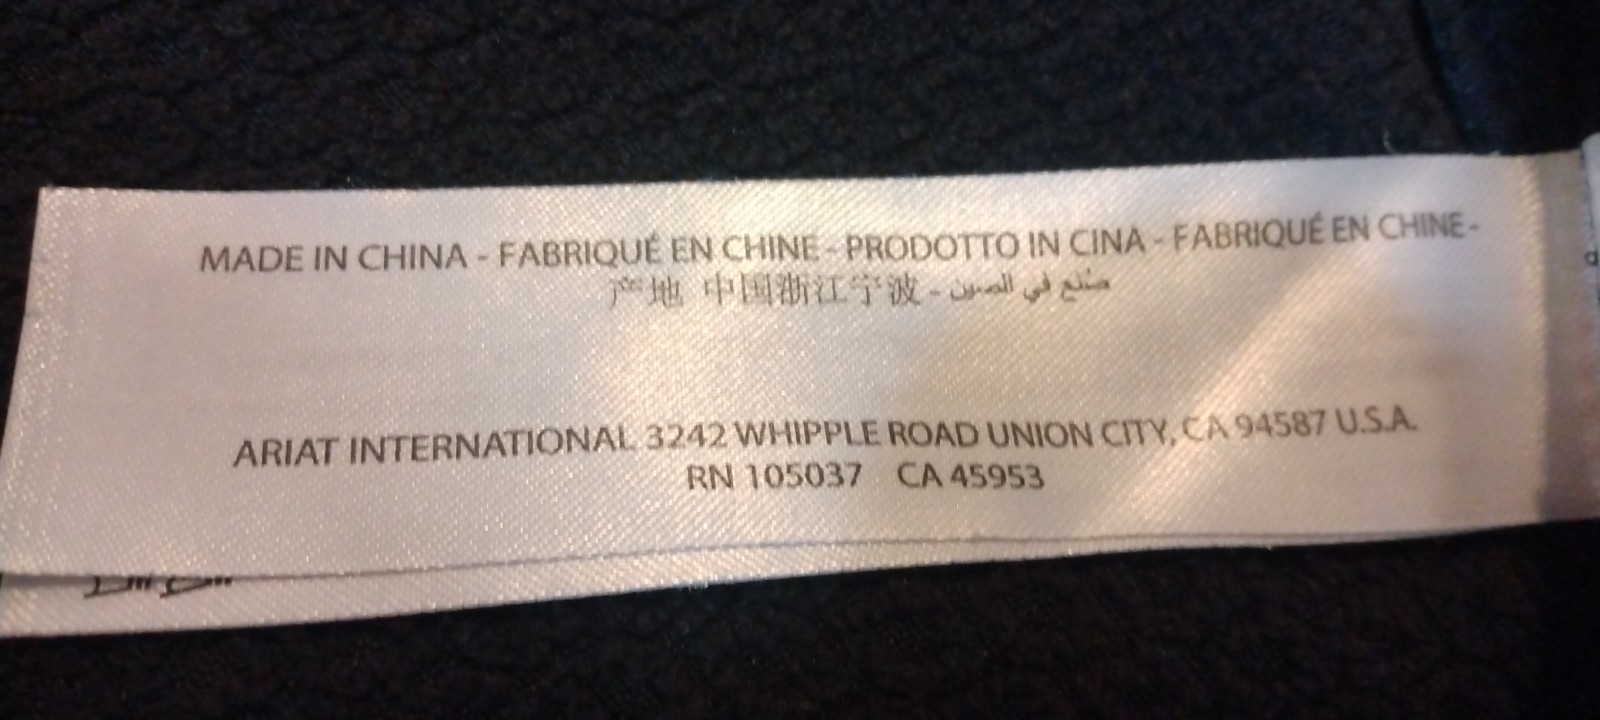 MADE IN CHINA - FABRIQUÉ EN CHINE - PRODOTTO IN CINA - FABRIQUÉ EN CHINE -
产地 中国浙江宁波 - صُنع في الصين
ARIAT INTERNATIONAL 3242 WHIPPLE ROAD UNION CITY, CA 94587 U.S.A.
RN 105037 CA 45953